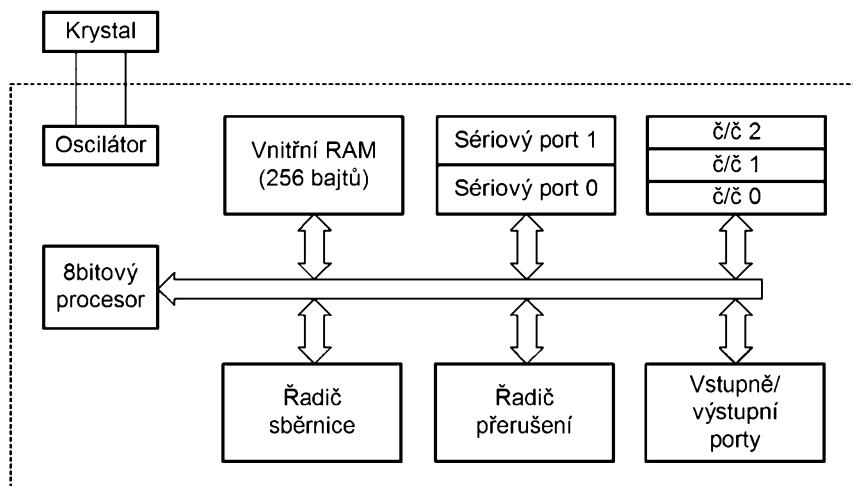 Krystal
Oscilátor
Vnitřní RAM
(256 bajtů)
Sériový port 1
Sériový port 0
č/č 2
č/č 1
č/č 0
8bitový
procesor
Řadič
sběrnice
Řadič
přerušení
Vstupně/
výstupní
porty